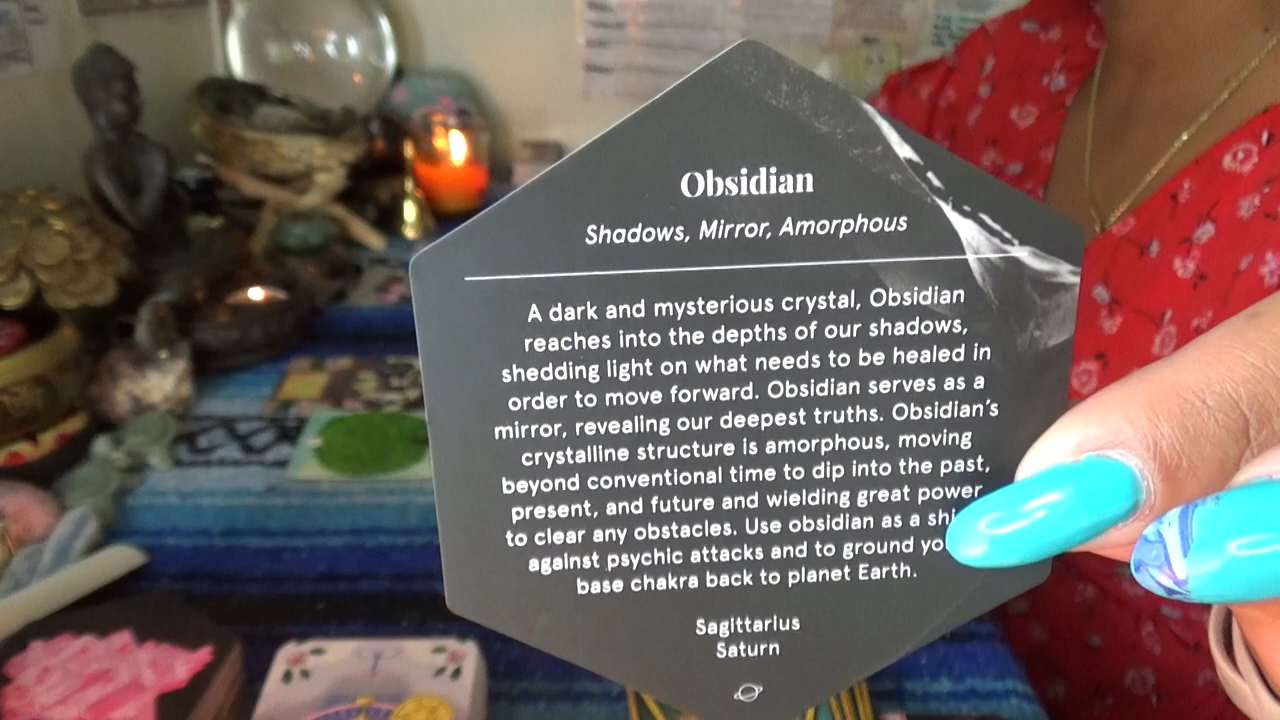 Obsidian
Shadows, Mirror, Amorphous
A dark and mysterious crystal, Obsidian
reaches into the depths of our shadows,
shedding light on what needs to be healed in
order to move forward. Obsidian serves as a
mirror, revealing our deepest truths. Obsidian's
crystalline structure is amorphous, moving
beyond conventional time to dip into the past,
present, and future and wielding great power
to clear any obstacles. Use obsidian as a
against psychic attacks and to ground
base chakra back to planet Earth.
Sagittarius
Saturn